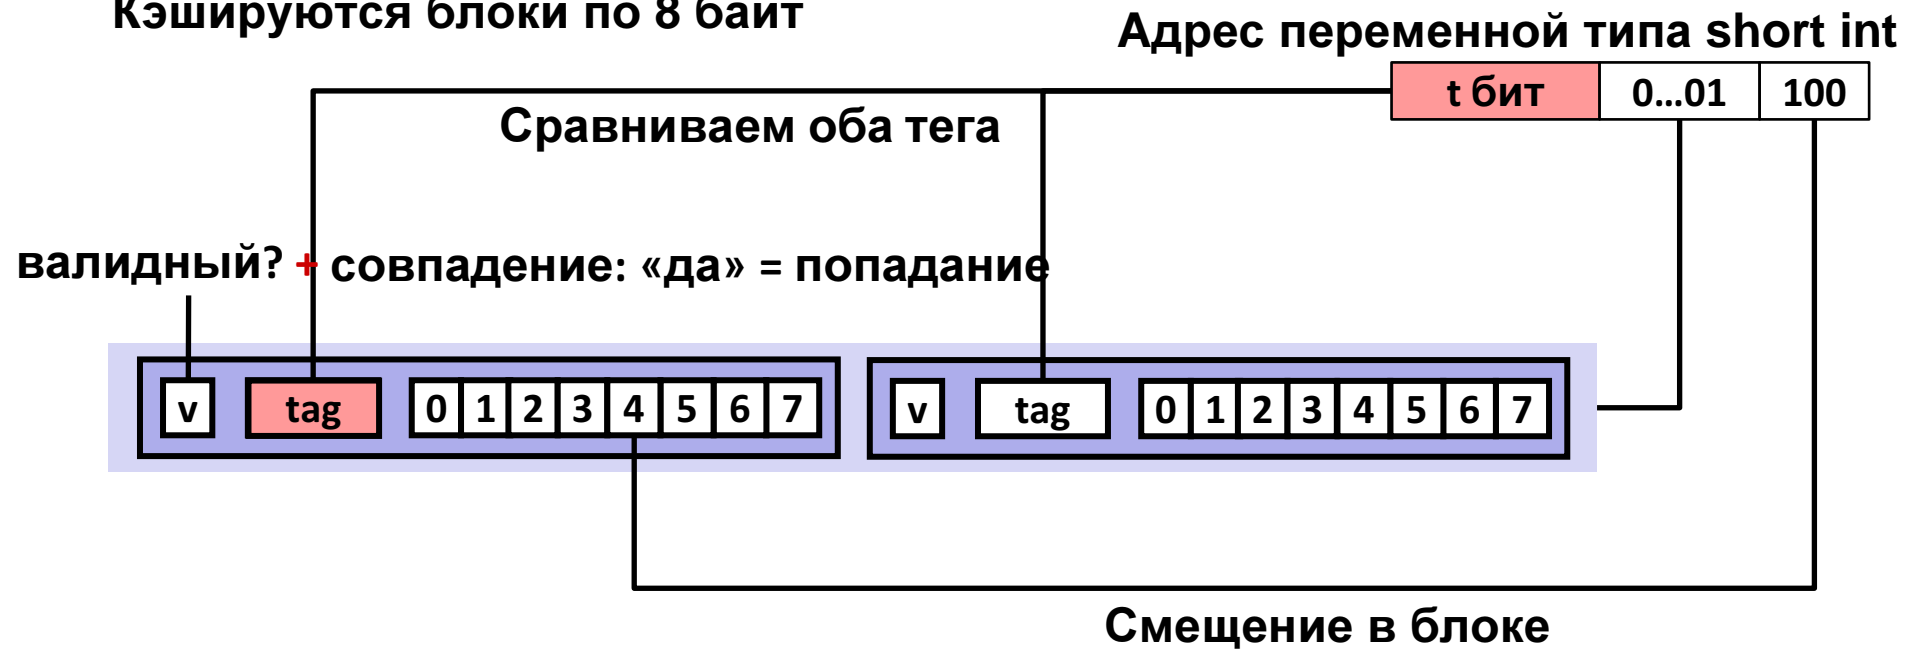 Кэшируются блоки по 8 байт
Адрес переменной типа short int
t бит 0...01 100
Сравниваем оба тега
валидный? + совпадение: «да» = попадание
v tag 0 1 2 3 4 5 6 7 v tag 0 1 2 3 4 5 6 7
Смещение в блоке